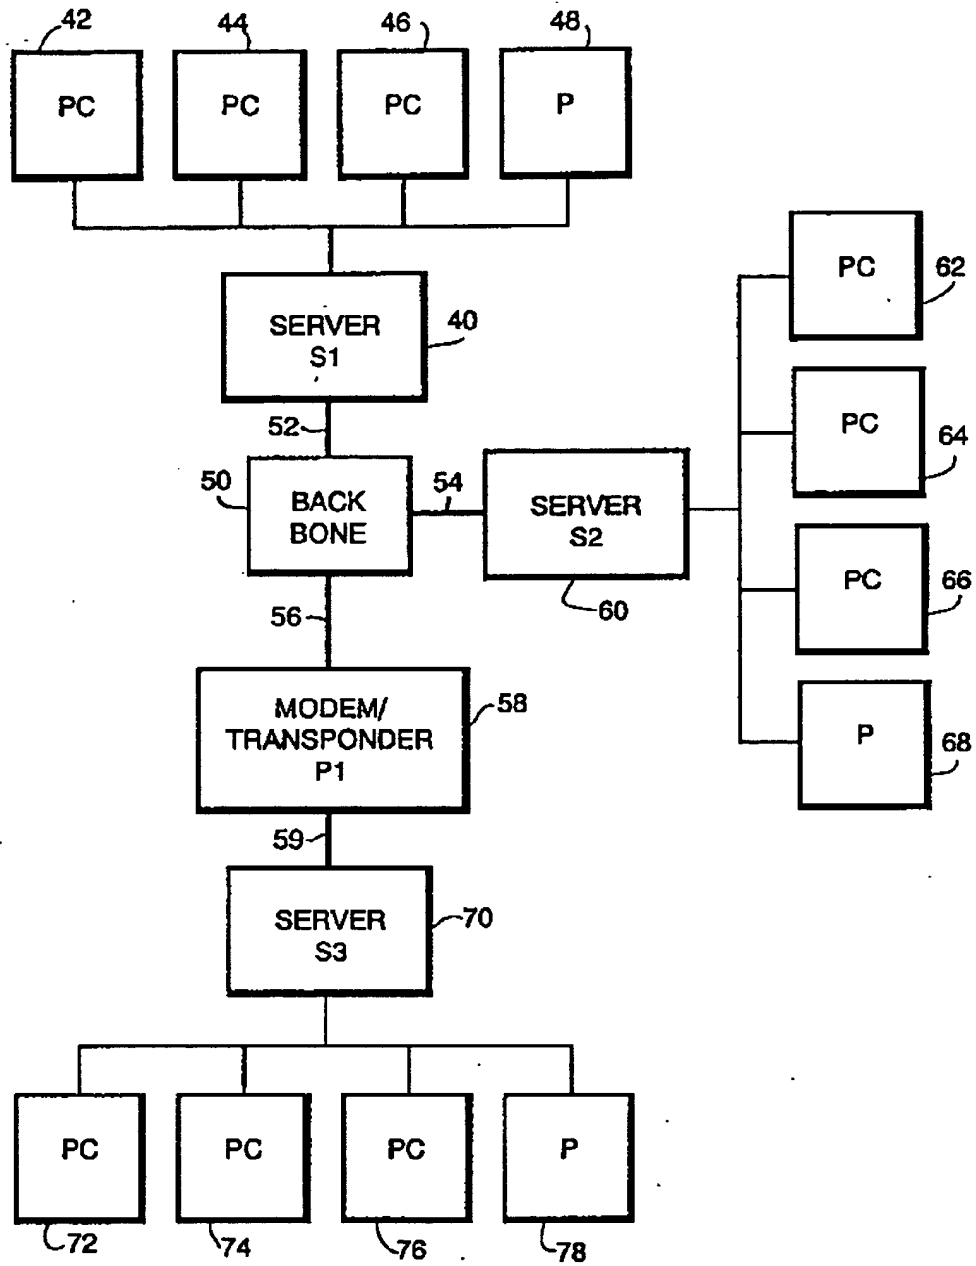 42
44
46
48
PC
PC
PC
P
PC
62
SERVER
S1
40
PC
64
52
50
BACK
BONE
54
SERVER
S2
60
PC
66
56
MODEM/
TRANSPONDER
P1
58
P
68
59
SERVER
S3
70
PC
PC
PC
P
72
74
76
78